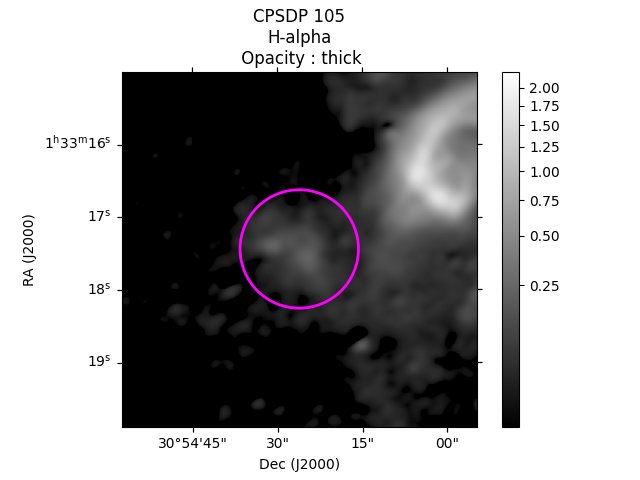 CPSDP 105
H-alpha
Opacity : thick
1ʰ33ᵐ16ˢ
17ˢ
18ˢ
19ˢ
RA (J2000)
30°54'45"
30"
15"
00"
Dec (J2000)
2.00
1.75
1.50
1.25
1.00
0.75
0.50
0.25